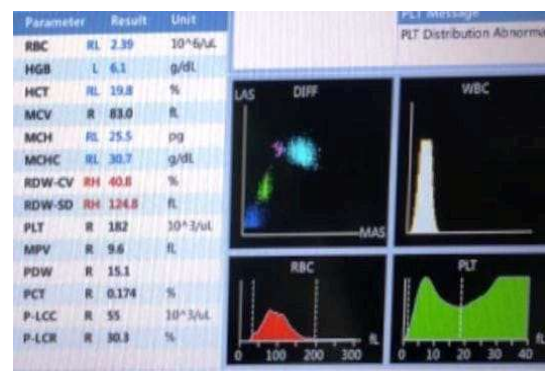 Parameter Result Unit
RBC RL 2.39 10^6/uL
HGB L 6.1 g/dL
HCT RL 19.8 %
MCV R 83.0 fL
MCH RL 25.5 pg
MCHC RL 30.7 g/dL
RDW-CV RH 40.8 %
RDW-SD RH 124.8 fL
PLT R 182 10^3/uL
MPV R 9.6 fL
PDW R 15.1
PCT R 0.174 %
P-LCC R 55 10^3/uL
P-LCR R 30.3 %
PLT Message
PLT Distribution Abnorma
LAS DIFF
MAS
WBC
RBC
0 100 200 300 fL
PLT
0 10 20 30 40 fL